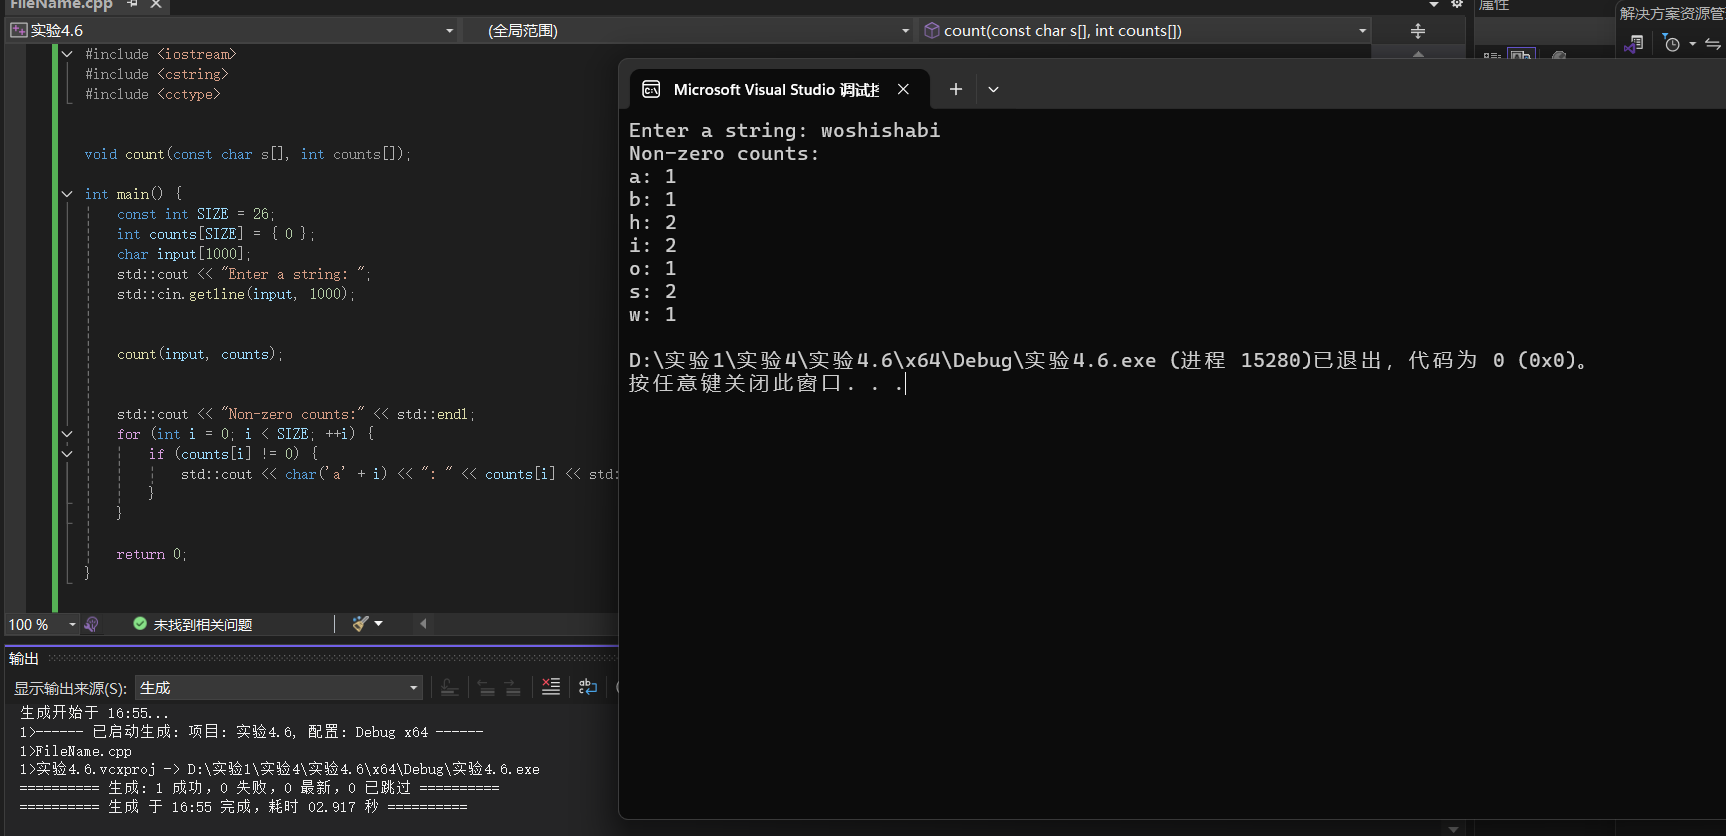 FileName.cpp
属性
解决方案资源管
实验4.6
(全局范围)
count(const char s[], int counts[])
#include <iostream>
#include <cstring>
#include <cctype>
void count(const char s[], int counts[]);
int main() {
const int SIZE = 26;
int counts[SIZE] = { 0 };
char input[1000];
std::cout << "Enter a string: ";
std::cin.getline(input, 1000);
count(input, counts);
std::cout << "Non-zero counts:" << std::endl;
for (int i = 0; i < SIZE; ++i) {
if (counts[i] != 0) {
std::cout << char('a' + i) << ": " << counts[i] << std:
}
}
return 0;
}
100 %
未找到相关问题
输出
显示输出来源(S):
生成
生成开始于 16:55...
1>------ 已启动生成: 项目: 实验4.6, 配置: Debug x64 ------
1>FileName.cpp
1>实验4.6.vcxproj -> D:\实验1\实验4\实验4.6\x64\Debug\实验4.6.exe
========== 生成: 1 成功，0 失败，0 最新，0 已跳过 ==========
========== 生成 于 16:55 完成，耗时 02.917 秒 ==========
Microsoft Visual Studio 调试
Enter a string: woshishabi
Non-zero counts:
a: 1
b: 1
h: 2
i: 2
o: 1
s: 2
w: 1
D:\实验1\实验4\实验4.6\x64\Debug\实验4.6.exe (进程 15280)已退出，代码为 0 (0x0)。
按任意键关闭此窗口. . .